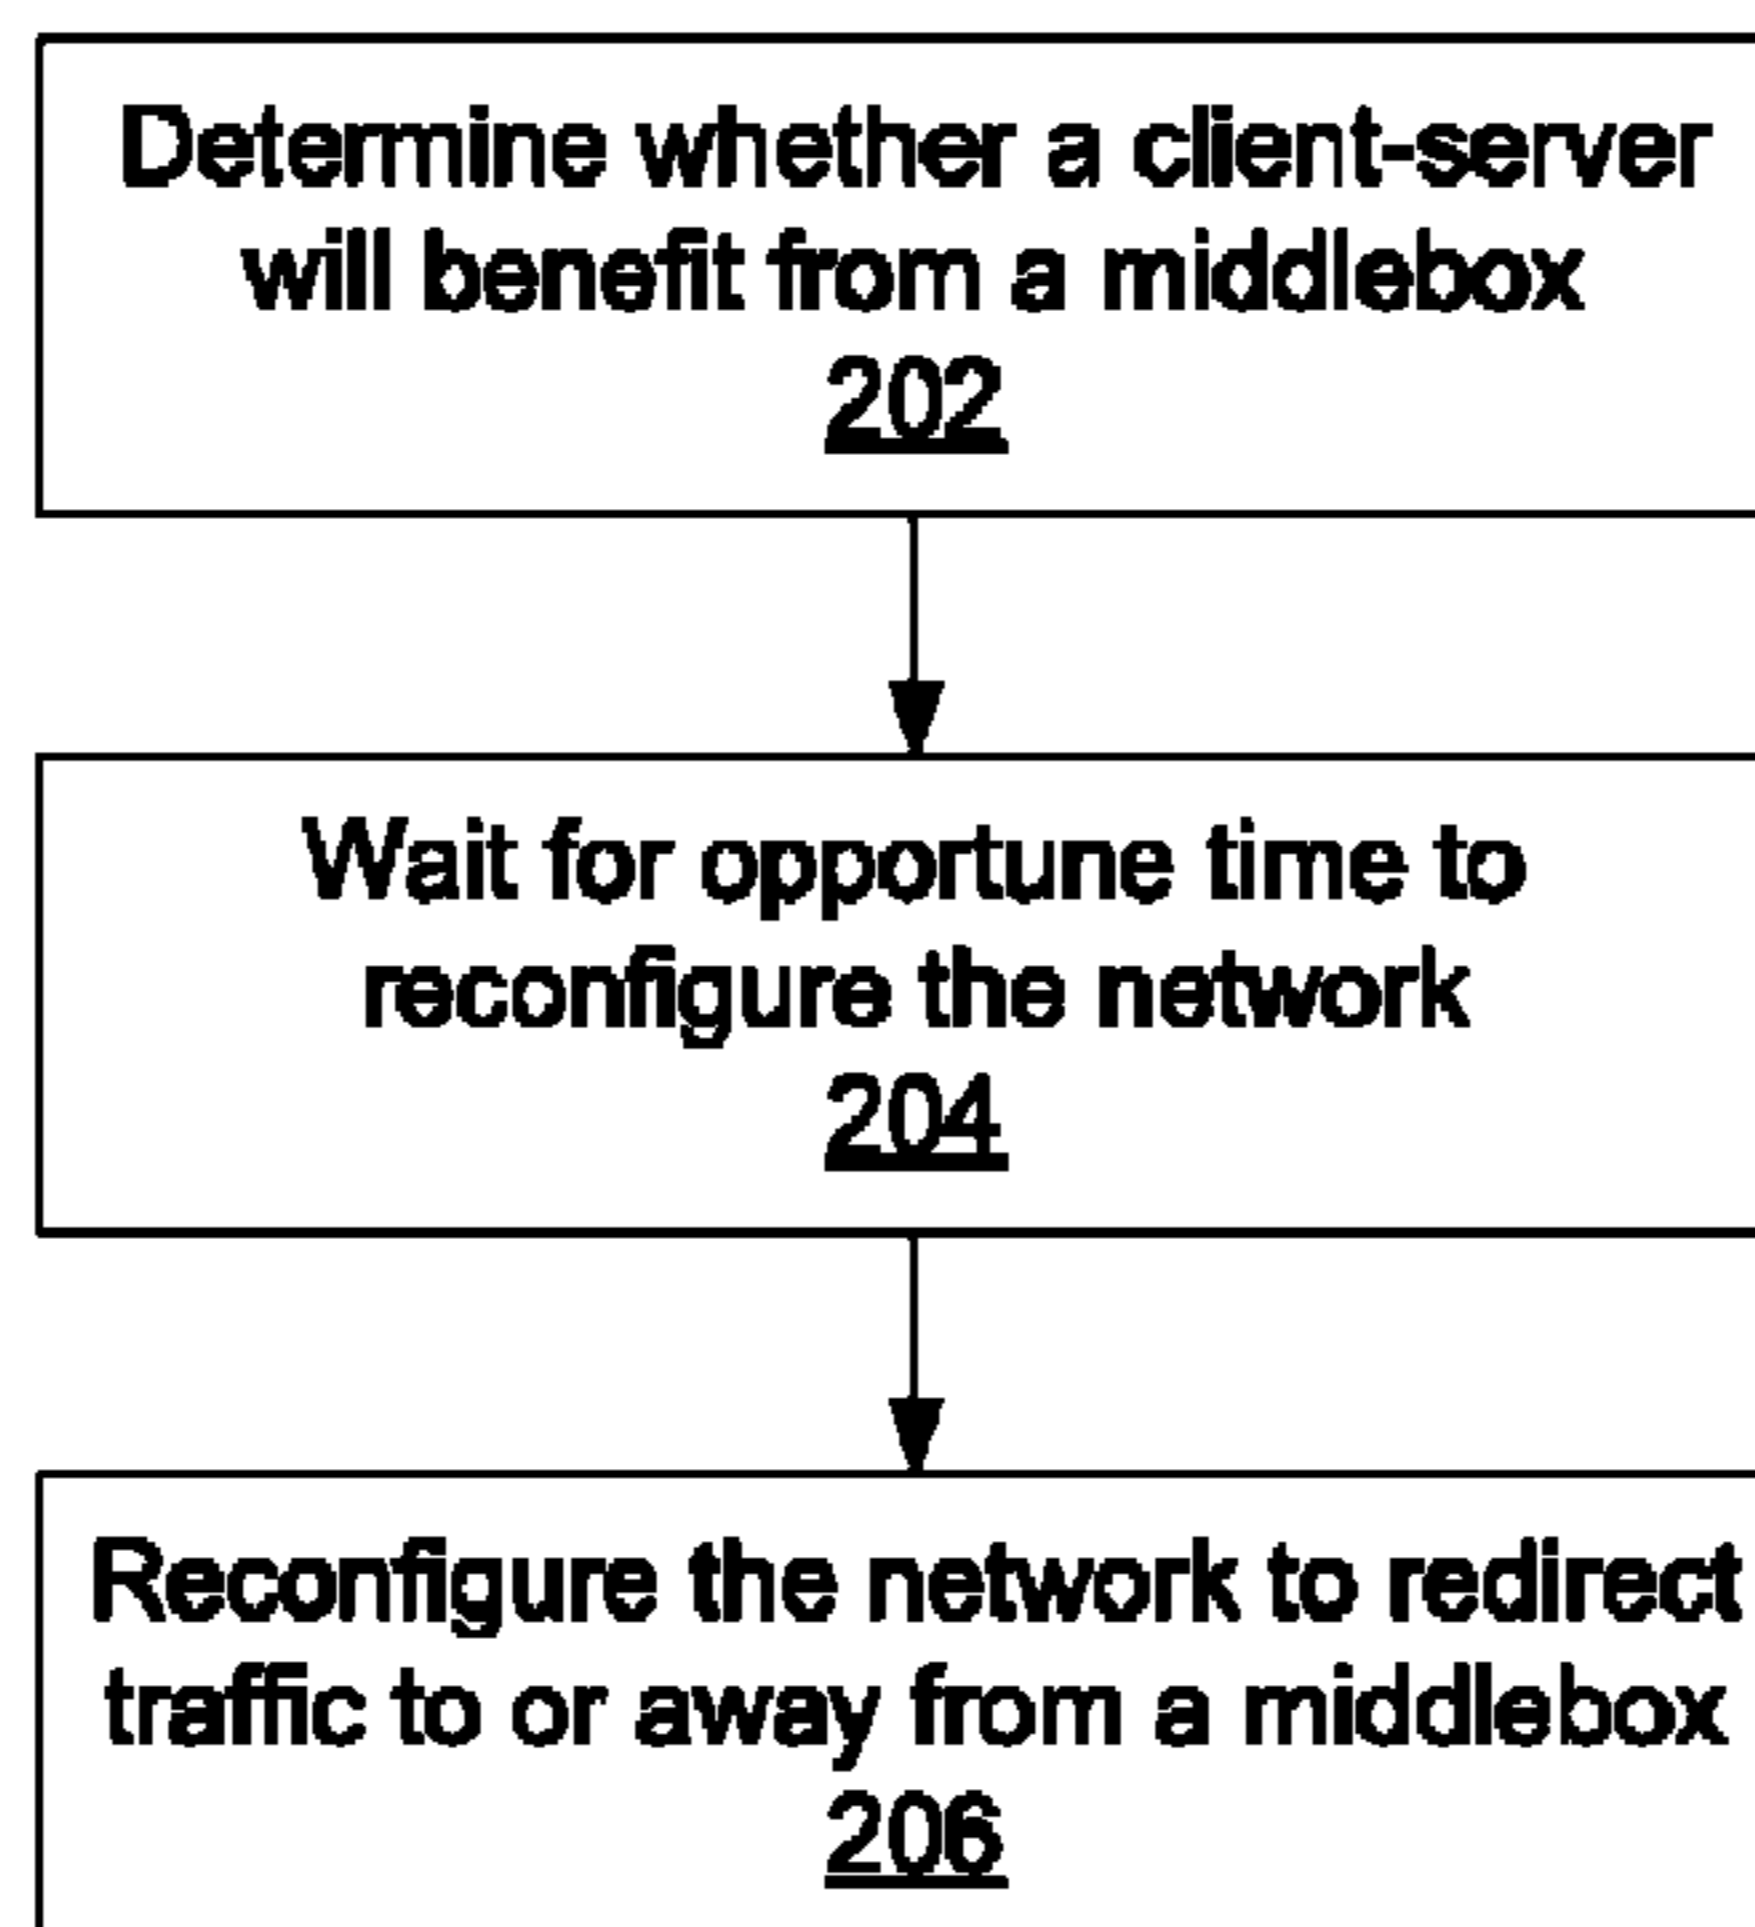 Determine whether a client-server
will benefit from a middlebox
202
Wait for opportune time to
reconfigure the network
204
Reconfigure the network to redirect
traffic to or away from a middlebox
206